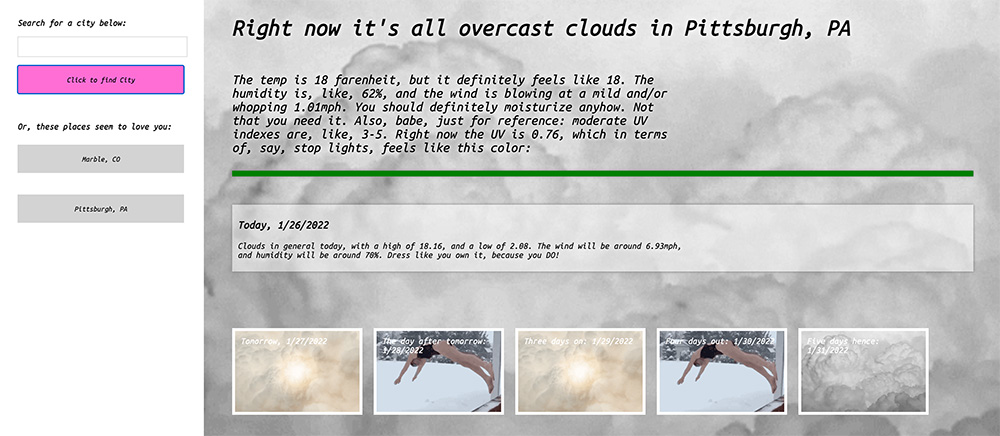 Search for a city below:
Click to find City
Or, these places seem to love you:
Marble, CO
Pittsburgh, PA
Right now it's all overcast clouds in Pittsburgh, PA
The temp is 18 farenheit, but it definitely feels like 18. The
humidity is, like, 62%, and the wind is blowing at a mild and/or
whopping 1.01mph. You should definitely moisturize anyhow. Not
that you need it. Also, babe, just for reference: moderate UV
indexes are, like, 3-5. Right now the UV is 0.76, which in terms
of, say, stop lights, feels like this color:
Today, 1/26/2022
Clouds in general today, with a high of 18.16, and a low of 2.08. The wind will be around 6.93mph,
and humidity will be around 70%. Dress like you own it, because you DO!
Tomorrow, 1/27/2022
The day after tomorrow:
1/28/2022
Three days on: 1/29/2022
Four days out: 1/30/2022
Five days hence:
1/31/2022